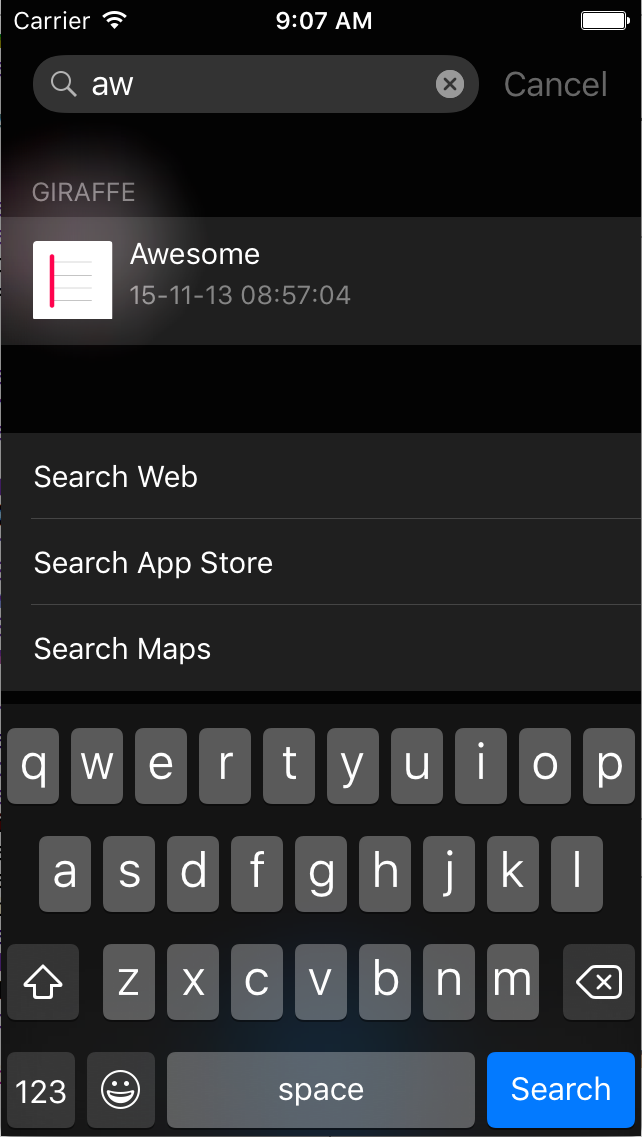 Carrier 9:07 AM
aw Cancel
GIRAFFE
Awesome
15-11-13 08:57:04
Search Web
Search App Store
Search Maps
q w e r t y u i o p
a s d f g h j k l
z x c v b n m
123 space Search